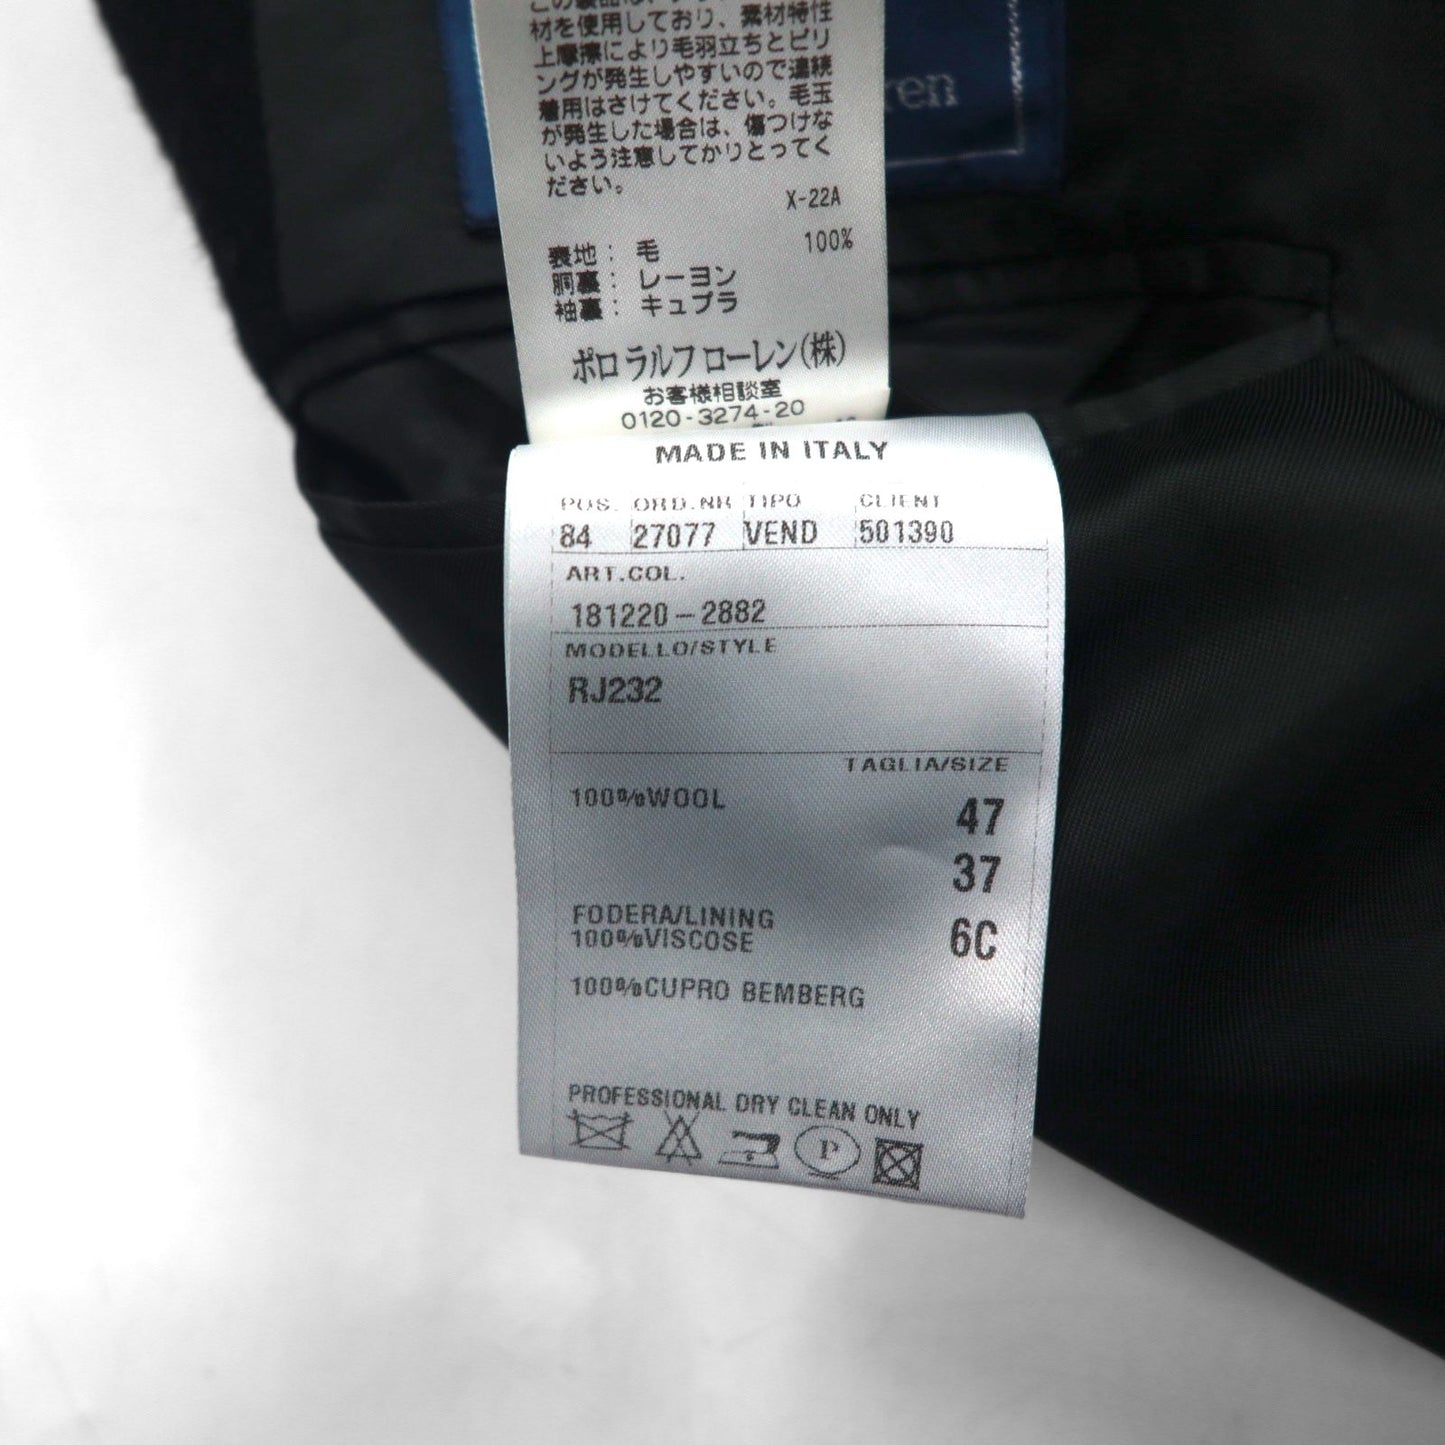 材を使用しており、素材特性
上摩擦により毛羽立ちとピリ
ングが発生しやすいので連続
着用はさけてください。毛玉
が発生した場合は、傷つけな
いよう注意してかりとってく
ださい。
X-22A
表地： 毛 100%
胴裏： レーヨン
袖裏： キュプラ
ポロ ラルフ ローレン(株)
お客様相談室
0120-3274-20
ren
MADE IN ITALY
POS. ORD.NR TIPO CLIENT
84 27077 VEND 501390
ART.COL.
181220-2882
MODELLO/STYLE
RJ232
TAGLIA/SIZE
100%WOOL 47
37
FODERA/LINING
100%VISCOSE 6C
100%CUPRO BEMBERG
PROFESSIONAL DRY CLEAN ONLY
P